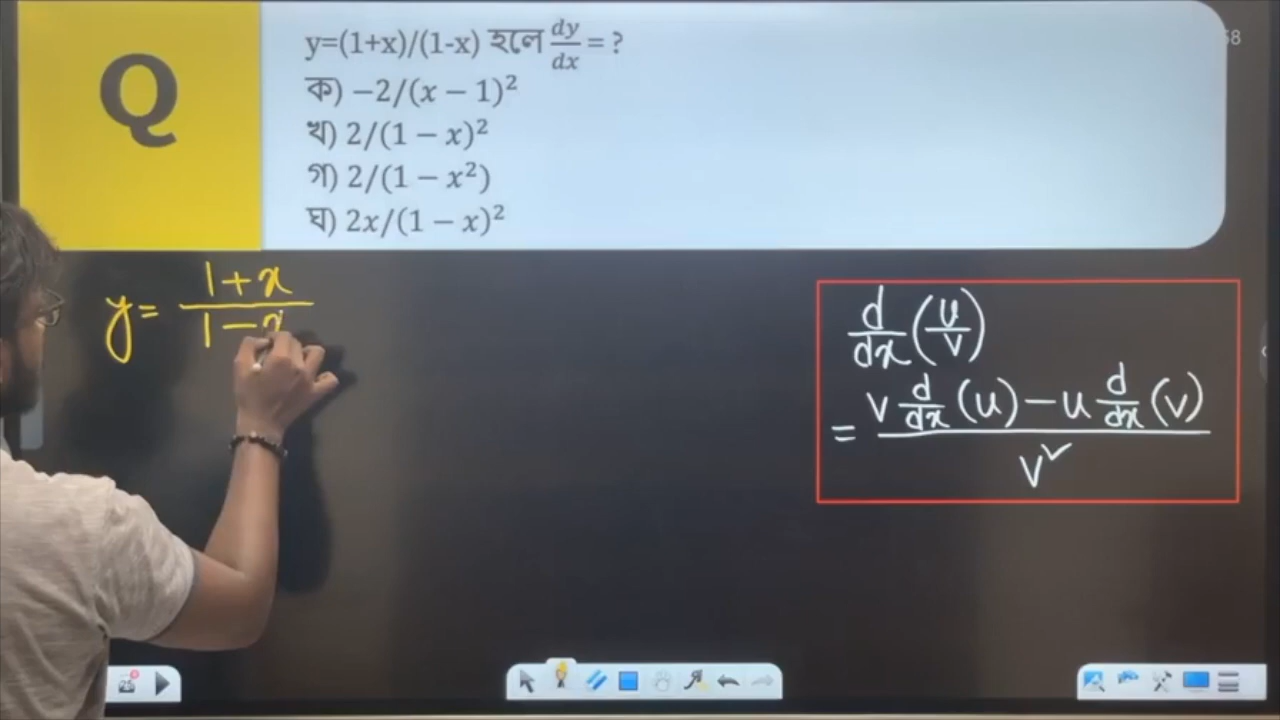 Q
y=(1+x)/(1-x) হলে dy/dx = ?
ক) −2/(x − 1)²
খ) 2/(1 − x)²
গ) 2/(1 − x²)
ঘ) 2x/(1 − x)²
y = (1+x)/(1−x
d/dx (u/v)
= (v d/dx (u) − u d/dx (v))/v²